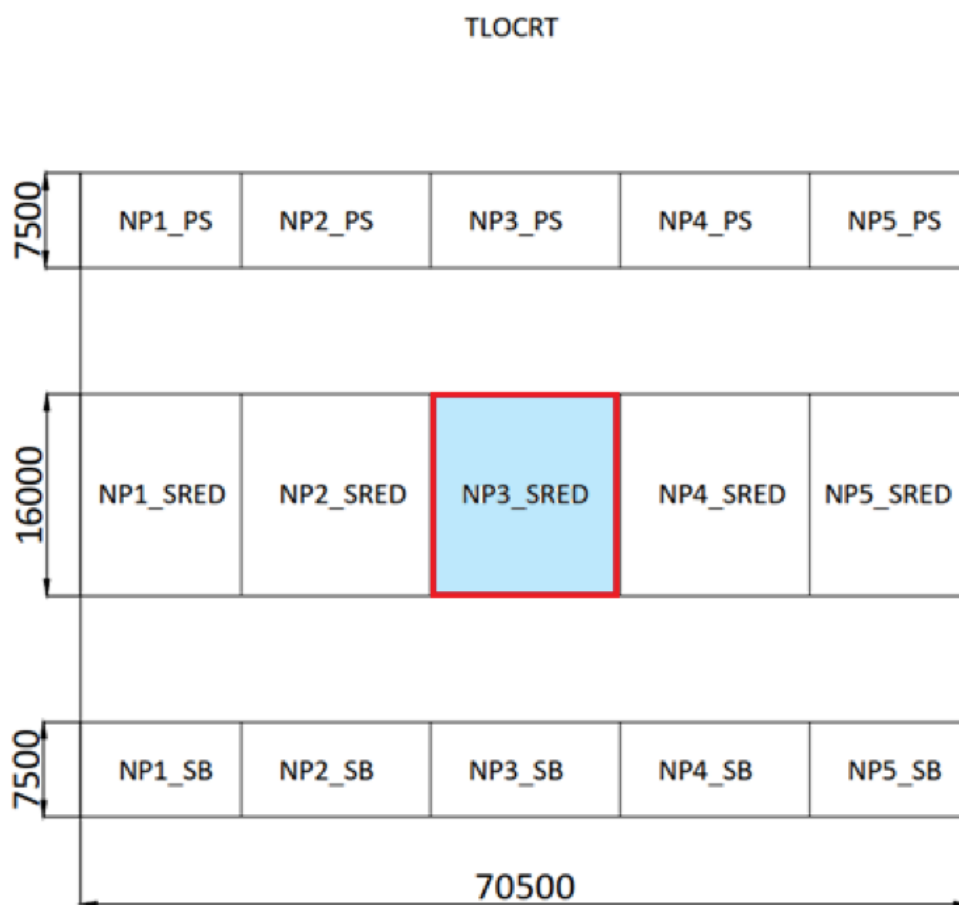 TLOCRT
7500
NP1_PS NP2_PS NP3_PS NP4_PS NP5_PS
16000
NP1_SRED NP2_SRED NP3_SRED NP4_SRED NP5_SRED
7500
NP1_SB NP2_SB NP3_SB NP4_SB NP5_SB
70500